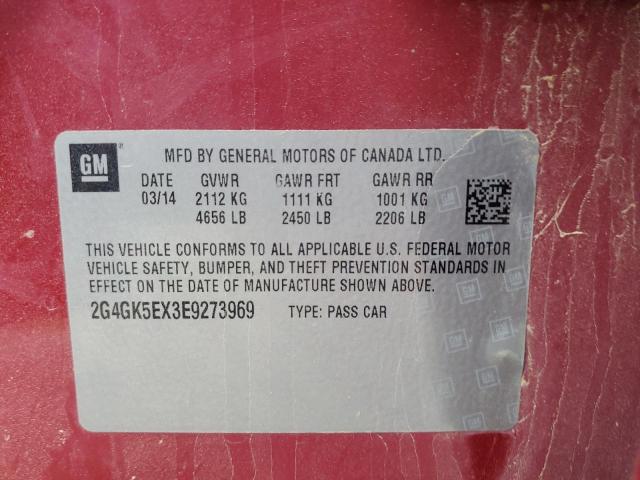 GM ® MFD BY GENERAL MOTORS OF CANADA LTD.
DATE GVWR GAWR FRT GAWR RR
03/14 2112 KG 1111 KG 1001 KG
4656 LB 2450 LB 2206 LB
THIS VEHICLE CONFORMS TO ALL APPLICABLE U.S. FEDERAL MOTOR
VEHICLE SAFETY, BUMPER, AND THEFT PREVENTION STANDARDS IN
EFFECT ON THE DATE OF MANUFACTURE SHOWN ABOVE.
2G4GK5EX3E9273969 TYPE: PASS CAR